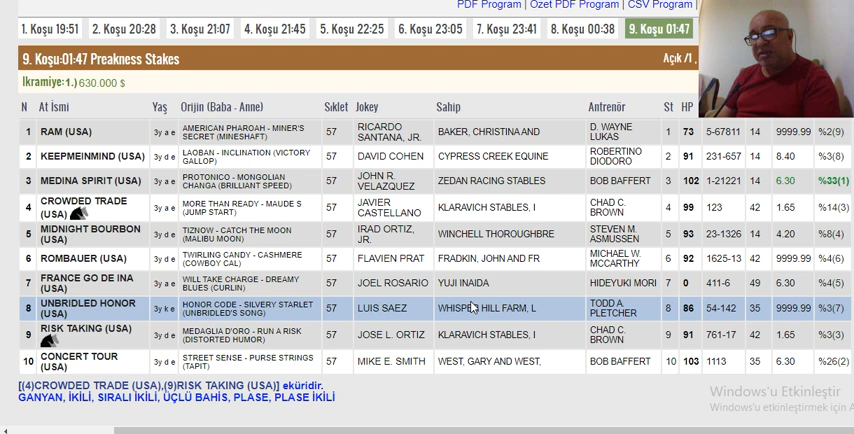 PDF Program | Özet PDF Program | CSV Program |
1. Koşu 19:51 2. Koşu 20:28 3. Koşu 21:07 4. Koşu 21:45 5. Koşu 22:25 6. Koşu 23:05 7. Koşu 23:41 8. Koşu 00:38 9. Koşu 01:47
9. Koşu:01:47 Preakness Stakes Açık /1 ,
İkramiye:1.) 630.000 $
N At İsmi Yaş Orijin (Baba - Anne) Sıklet Jokey Sahip Antrenör St HP
1 RAM (USA) 3y a e AMERICAN PHAROAH - MINER'S SECRET (MINESHAFT) 57 RICARDO SANTANA, JR. BAKER, CHRISTINA AND D. WAYNE LUKAS 1 73 5-67811 14 9999.99 %2(9)
2 KEEPMEINMIND (USA) 3y d e LAOBAN - INCLINATION (VICTORY GALLOP) 57 DAVID COHEN CYPRESS CREEK EQUINE ROBERTINO DIODORO 2 91 231-657 14 8.40 %3(8)
3 MEDINA SPIRIT (USA) 3y a e PROTONICO - MONGOLIAN CHANGA (BRILLIANT SPEED) 57 JOHN R. VELAZQUEZ ZEDAN RACING STABLES BOB BAFFERT 3 102 1-21221 14 6.30 %33(1)
4 CROWDED TRADE (USA) 3y a e MORE THAN READY - MAUDE S (JUMP START) 57 JAVIER CASTELLANO KLARAVICH STABLES, I CHAD C. BROWN 4 99 123 42 1.65 %14(3)
5 MIDNIGHT BOURBON (USA) 3y d e TIZNOW - CATCH THE MOON (MALIBU MOON) 57 IRAD ORTIZ, JR. WINCHELL THOROUGHBRE STEVEN M. ASMUSSEN 5 93 23-1326 14 4.20 %8(4)
6 ROMBAUER (USA) 3y d e TWIRLING CANDY - CASHMERE (COWBOY CAL) 57 FLAVIEN PRAT FRADKIN, JOHN AND FR MICHAEL W. MCCARTHY 6 92 1625-13 42 9999.99 %4(6)
7 FRANCE GO DE INA (USA) 3y a e WILL TAKE CHARGE - DREAMY BLUES (CURLIN) 57 JOEL ROSARIO YUJI INAIDA HIDEYUKI MORI 7 0 411-6 49 6.30 %4(5)
8 UNBRIDLED HONOR (USA) 3y k e HONOR CODE - SILVERY STARLET (UNBRIDLED'S SONG) 57 LUIS SAEZ WHISPER HILL FARM, L TODD A. PLETCHER 8 86 54-142 35 9999.99 %3(7)
9 RISK TAKING (USA) 3y d e MEDAGLIA D'ORO - RUN A RISK (DISTORTED HUMOR) 57 JOSE L. ORTIZ KLARAVICH STABLES, I CHAD C. BROWN 9 91 761-17 42 1.65 %3(3)
10 CONCERT TOUR (USA) 3y d e STREET SENSE - PURSE STRINGS (TAPIT) 57 MIKE E. SMITH WEST, GARY AND WEST, BOB BAFFERT 10 103 1113 35 6.30 %26(2)
[(4)CROWDED TRADE (USA),(9)RISK TAKING (USA)] eküridir.
GANYAN, İKİLİ, SIRALI İKİLİ, ÜÇLÜ BAHİS, PLASE, PLASE İKİLİ
Windows'u Etkinleştir
Windows'u etkinleştirmek için A